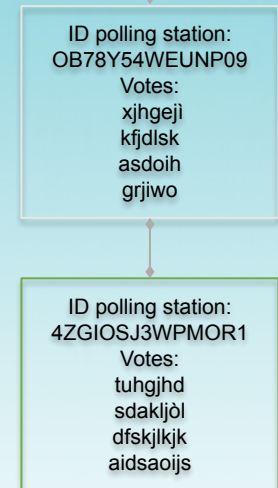 ID polling station:
OB78Y54WEUNP09
Votes:
xjhgejì
kfjdlsk
asdoih
grjiwo
ID polling station:
4ZGIOSJ3WPMOR1
Votes:
tuhgjhd
sdakljòl
dfskjlkjk
aidsaoijs